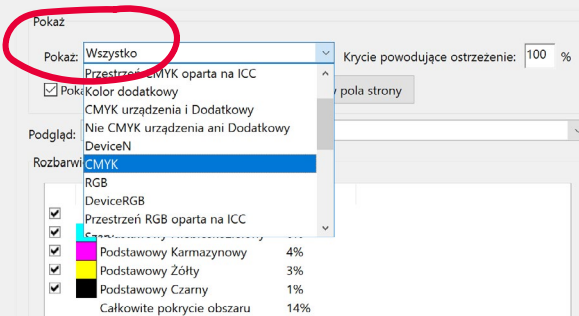 Pokaż
Pokaż: Wszystko Krycie powodujące ostrzeżenie: 100 %
Przestrzeń CMYK oparta na ICC
Kolor dodatkowy pola strony
CMYK urządzenia i Dodatkowy
Nie CMYK urządzenia ani Dodatkowy
Podgląd:
DeviceN
CMYK
RGB
DeviceRGB
Przestrzeń RGB oparta na ICC
Podstawowy Karmazynowy 4%
Podstawowy Żółty 3%
Podstawowy Czarny 1%
Całkowite pokrycie obszaru 14%